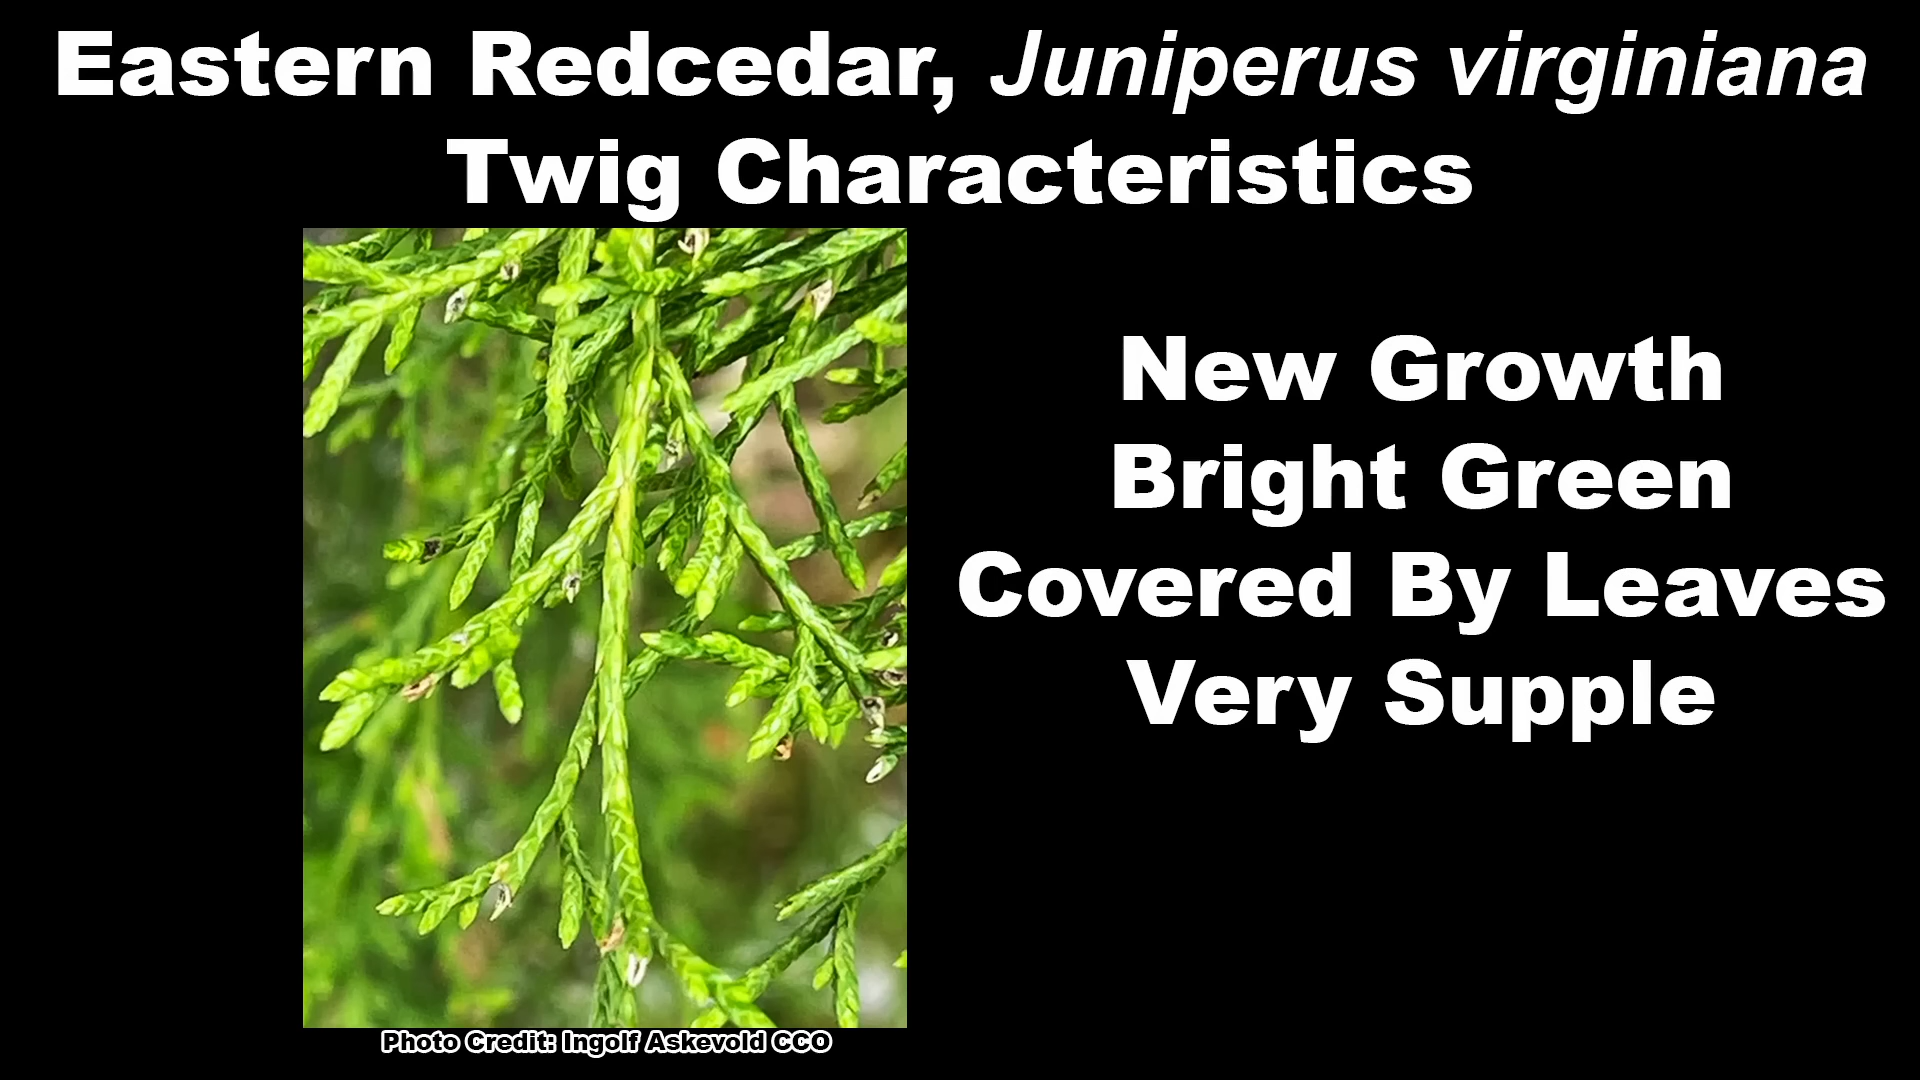 Eastern Redcedar, Juniperus virginiana
Twig Characteristics
New Growth
Bright Green
Covered By Leaves
Very Supple
Photo Credit: Ingolf Askevold CCO